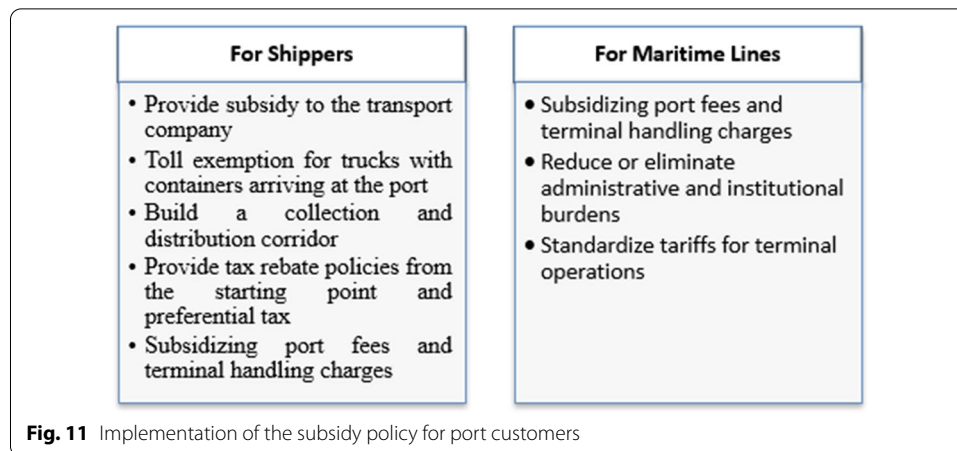 For Shippers
• Provide subsidy to the transport
company
• Toll exemption for trucks with
containers arriving at the port
• Build a collection and
distribution corridor
• Provide tax rebate policies from
the starting point and
preferential tax
• Subsidizing port fees and
terminal handling charges
For Maritime Lines
• Subsidizing port fees and
terminal handling charges
• Reduce or eliminate
administrative and institutional
burdens
• Standardize tariffs for terminal
operations
Fig. 11 Implementation of the subsidy policy for port customers